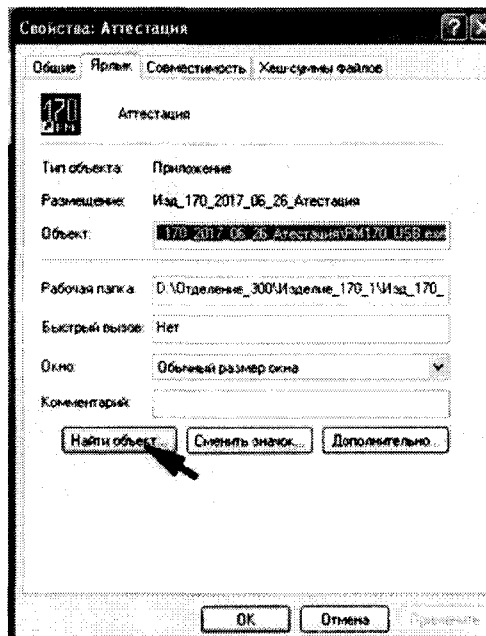 Свойства: Аттестация
Общие Ярлык Совместимость Хеш-суммы файлов
170
Аттестация
Тип объекта: Приложение
Размещение: Изд_170_2017_06_26_Атестация
Объект: _170_2017_06_26_Атестация\PM170_USB.exe
Рабочая папка: D:\Отделение_300\Изделие_170_1\Изд_170_
Быстрый вызов: Нет
Окно: Обычный размер окна
Комментарий:
Найти объект... Сменить значок... Дополнительно...
OK Отмена Применить